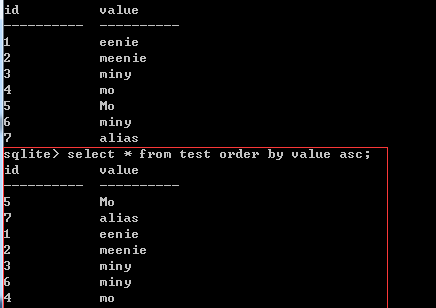 id         value
---------- ----------
1          eenie
2          meenie
3          miny
4          mo
5          Mo
6          miny
7          alias
sqlite> select * from test order by value asc;
id         value
---------- ----------
5          Mo
7          alias
1          eenie
2          meenie
3          miny
6          miny
4          mo